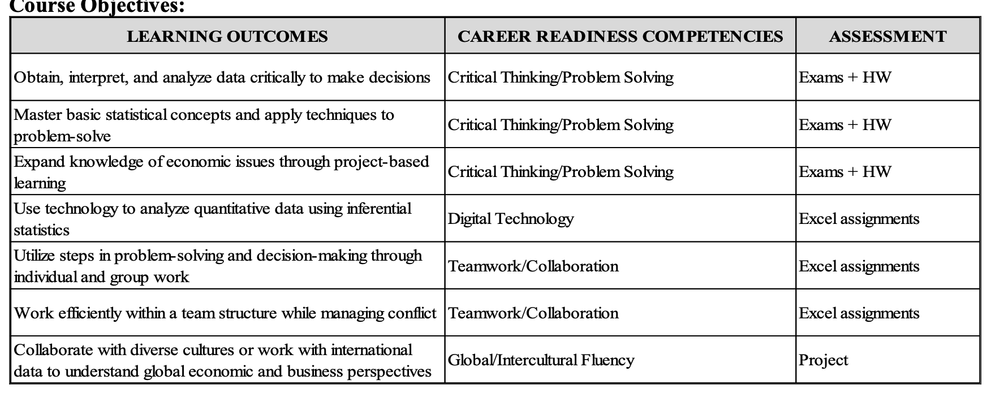 Course Objectives:
LEARNING OUTCOMES CAREER READINESS COMPETENCIES ASSESSMENT
Obtain, interpret, and analyze data critically to make decisions Critical Thinking/Problem Solving Exams + HW
Master basic statistical concepts and apply techniques to
problem-solve Critical Thinking/Problem Solving Exams + HW
Expand knowledge of economic issues through project-based
learning Critical Thinking/Problem Solving Exams + HW
Use technology to analyze quantitative data using inferential
statistics Digital Technology Excel assignments
Utilize steps in problem-solving and decision-making through
individual and group work Teamwork/Collaboration Excel assignments
Work efficiently within a team structure while managing conflict Teamwork/Collaboration Excel assignments
Collaborate with diverse cultures or work with international
data to understand global economic and business perspectives Global/Intercultural Fluency Project